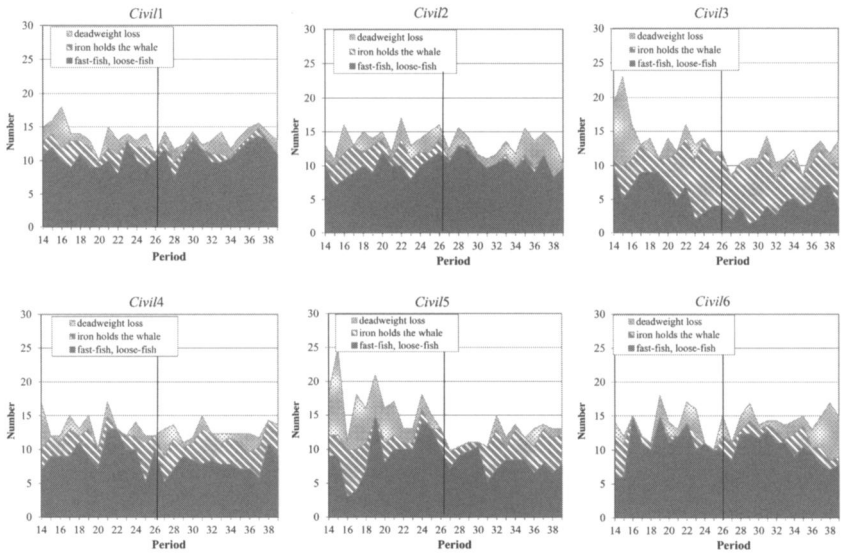 Civil1
30
25
20
15
10
5
0
Number
deadweight loss
iron holds the whale
fast-fish, loose-fish
14 16 18 20 22 24 26 28 30 32 34 36 38
Period
Civil2
30
25
20
15
10
5
0
Number
deadweight loss
iron holds the whale
fast-fish, loose-fish
14 16 18 20 22 24 26 28 30 32 34 36 38
Period
Civil3
30
25
20
15
10
5
0
Number
deadweight loss
iron holds the whale
fast-fish, loose-fish
14 16 18 20 22 24 26 28 30 32 34 36 38
Period
Civil4
30
25
20
15
10
5
0
Number
deadweight loss
iron holds the whale
fast-fish, loose-fish
14 16 18 20 22 24 26 28 30 32 34 36 38
Period
Civil5
30
25
20
15
10
5
0
Number
deadweight loss
iron holds the whale
fast-fish, loose-fish
14 16 18 20 22 24 26 28 30 32 34 36 38
Period
Civil6
30
25
20
15
10
5
0
Number
deadweight loss
iron holds the whale
fast-fish, loose-fish
14 16 18 20 22 24 26 28 30 32 34 36 38
Period